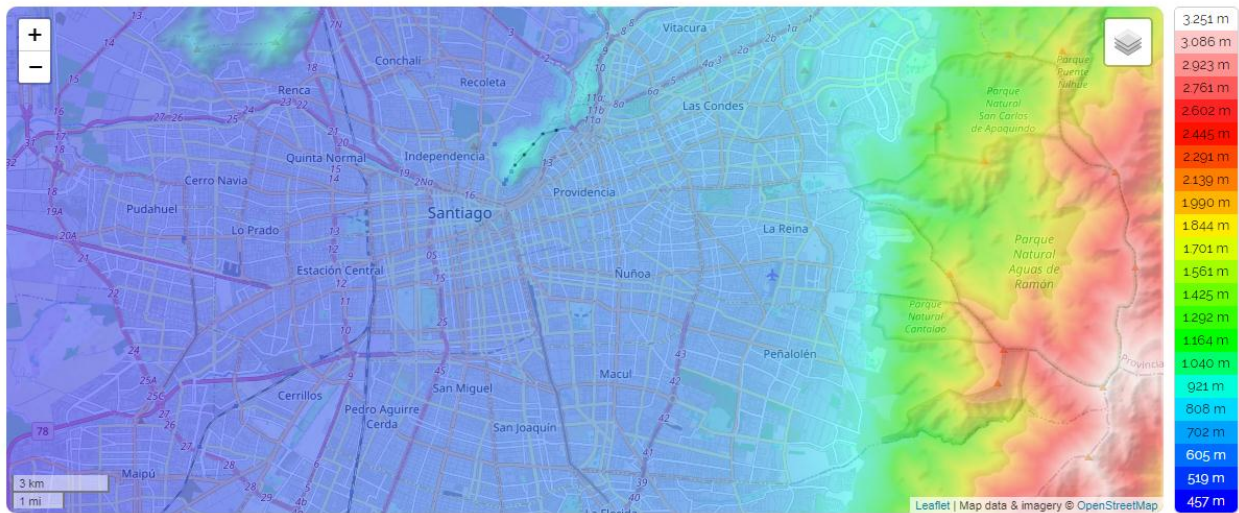 +
−
Vitacura
Conchalí
Recoleta
Renca
Las Condes
Parque
Puente
Ñilhue
Parque
Natural
San Carlos
de Apoquindo
Quinta Normal
Independencia
Cerro Navia
Providencia
Pudahuel
Santiago
Lo Prado
La Reina
Parque
Natural
Aguas de
Ramón
Estación Central
Ñuñoa
Parque
Natural
Cantalao
Peñalolén
Provincia
Macul
San Miguel
Cerrillos
Pedro Aguirre
Cerda
San Joaquín
78
Maipú
La Florida
3 km
1 mi
Leaflet | Map data & imagery © OpenStreetMap
3.251 m
3.086 m
2.923 m
2.761 m
2.602 m
2.445 m
2.291 m
2.139 m
1.990 m
1.844 m
1.701 m
1.561 m
1.425 m
1.292 m
1.164 m
1.040 m
921 m
808 m
702 m
605 m
519 m
457 m